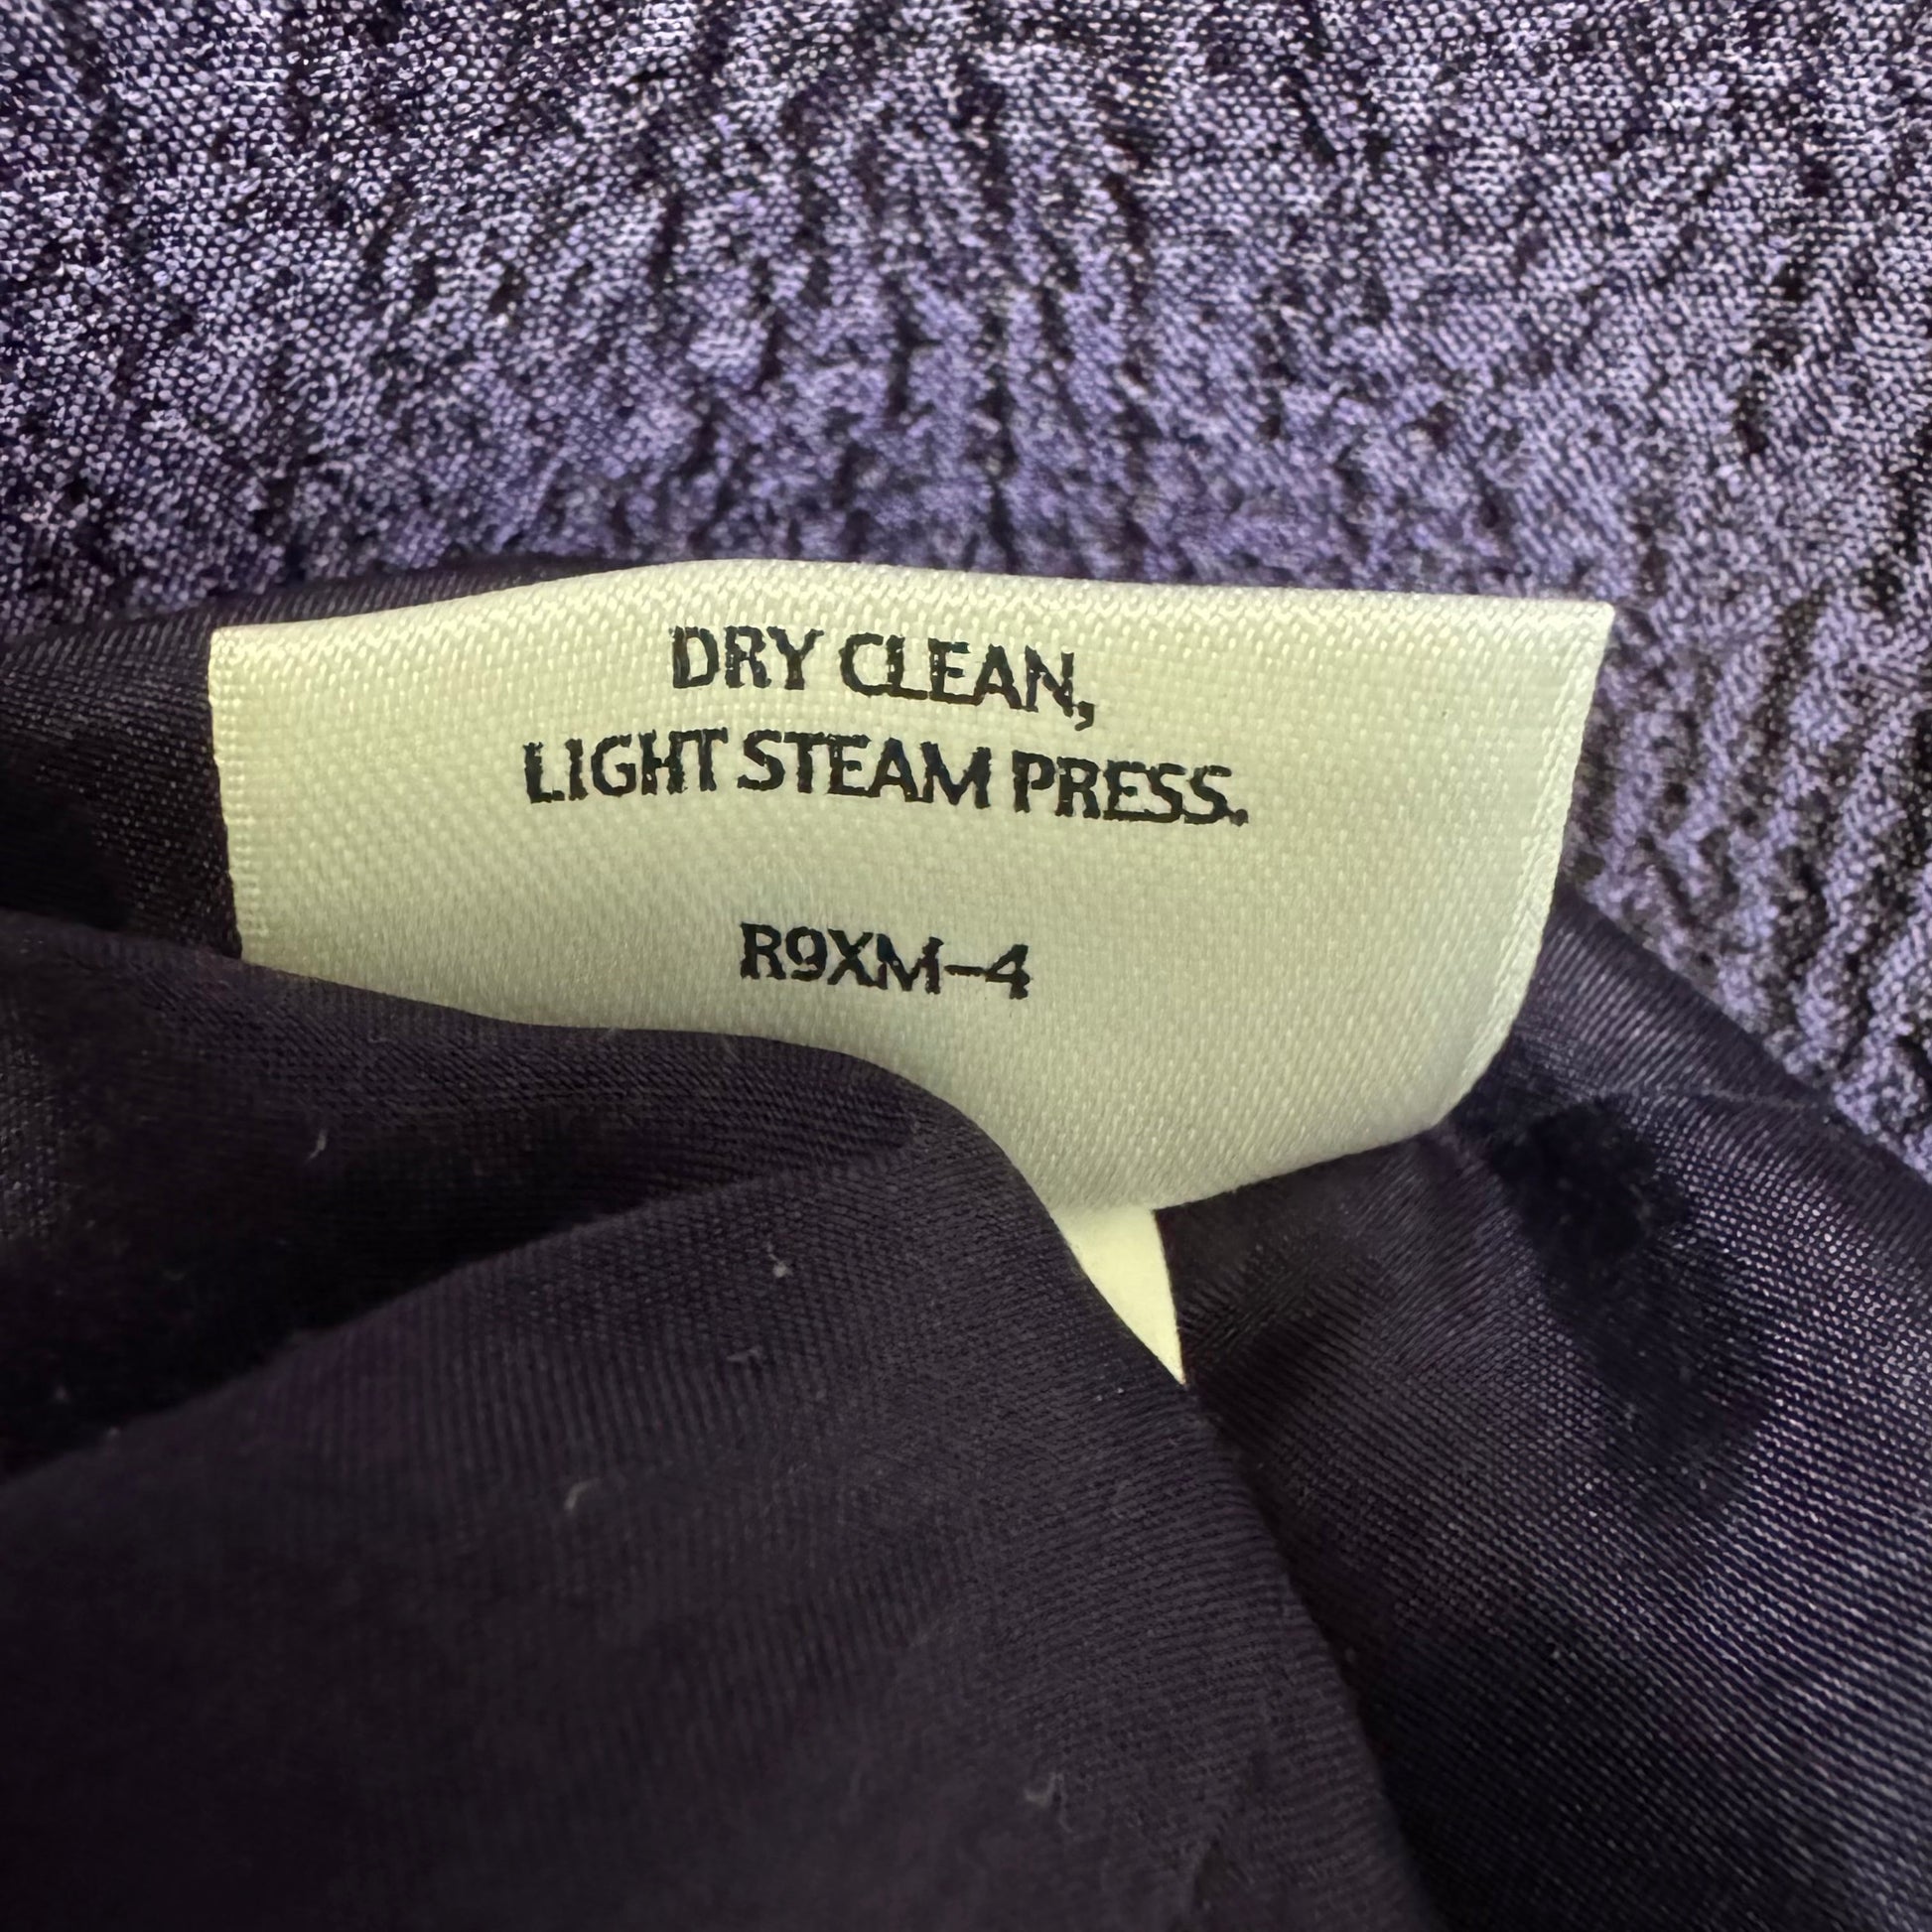 DRY CLEAN,
LIGHT STEAM PRESS.
R9XM-4